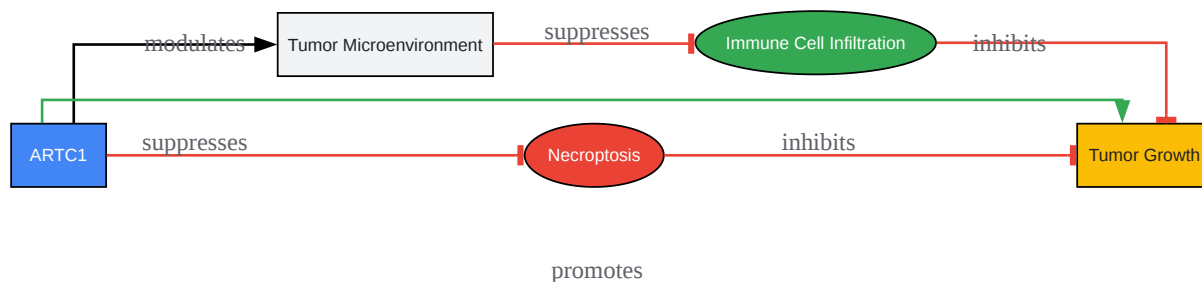 modulates
Tumor Microenvironment
suppresses
Immune Cell Infiltration
inhibits
ARTC1
suppresses
Necroptosis
inhibits
Tumor Growth
promotes